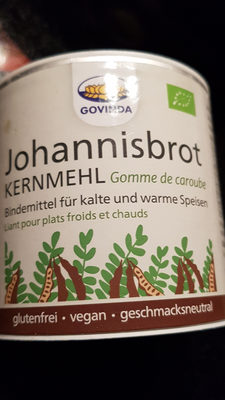 GOVINDA
Johannisbrot
KERNMEHL Gomme de caroube
Bindemittel für kalte und warme Speisen
Liant pour plats froids et chauds
glutenfrei • vegan • geschmacksneutral